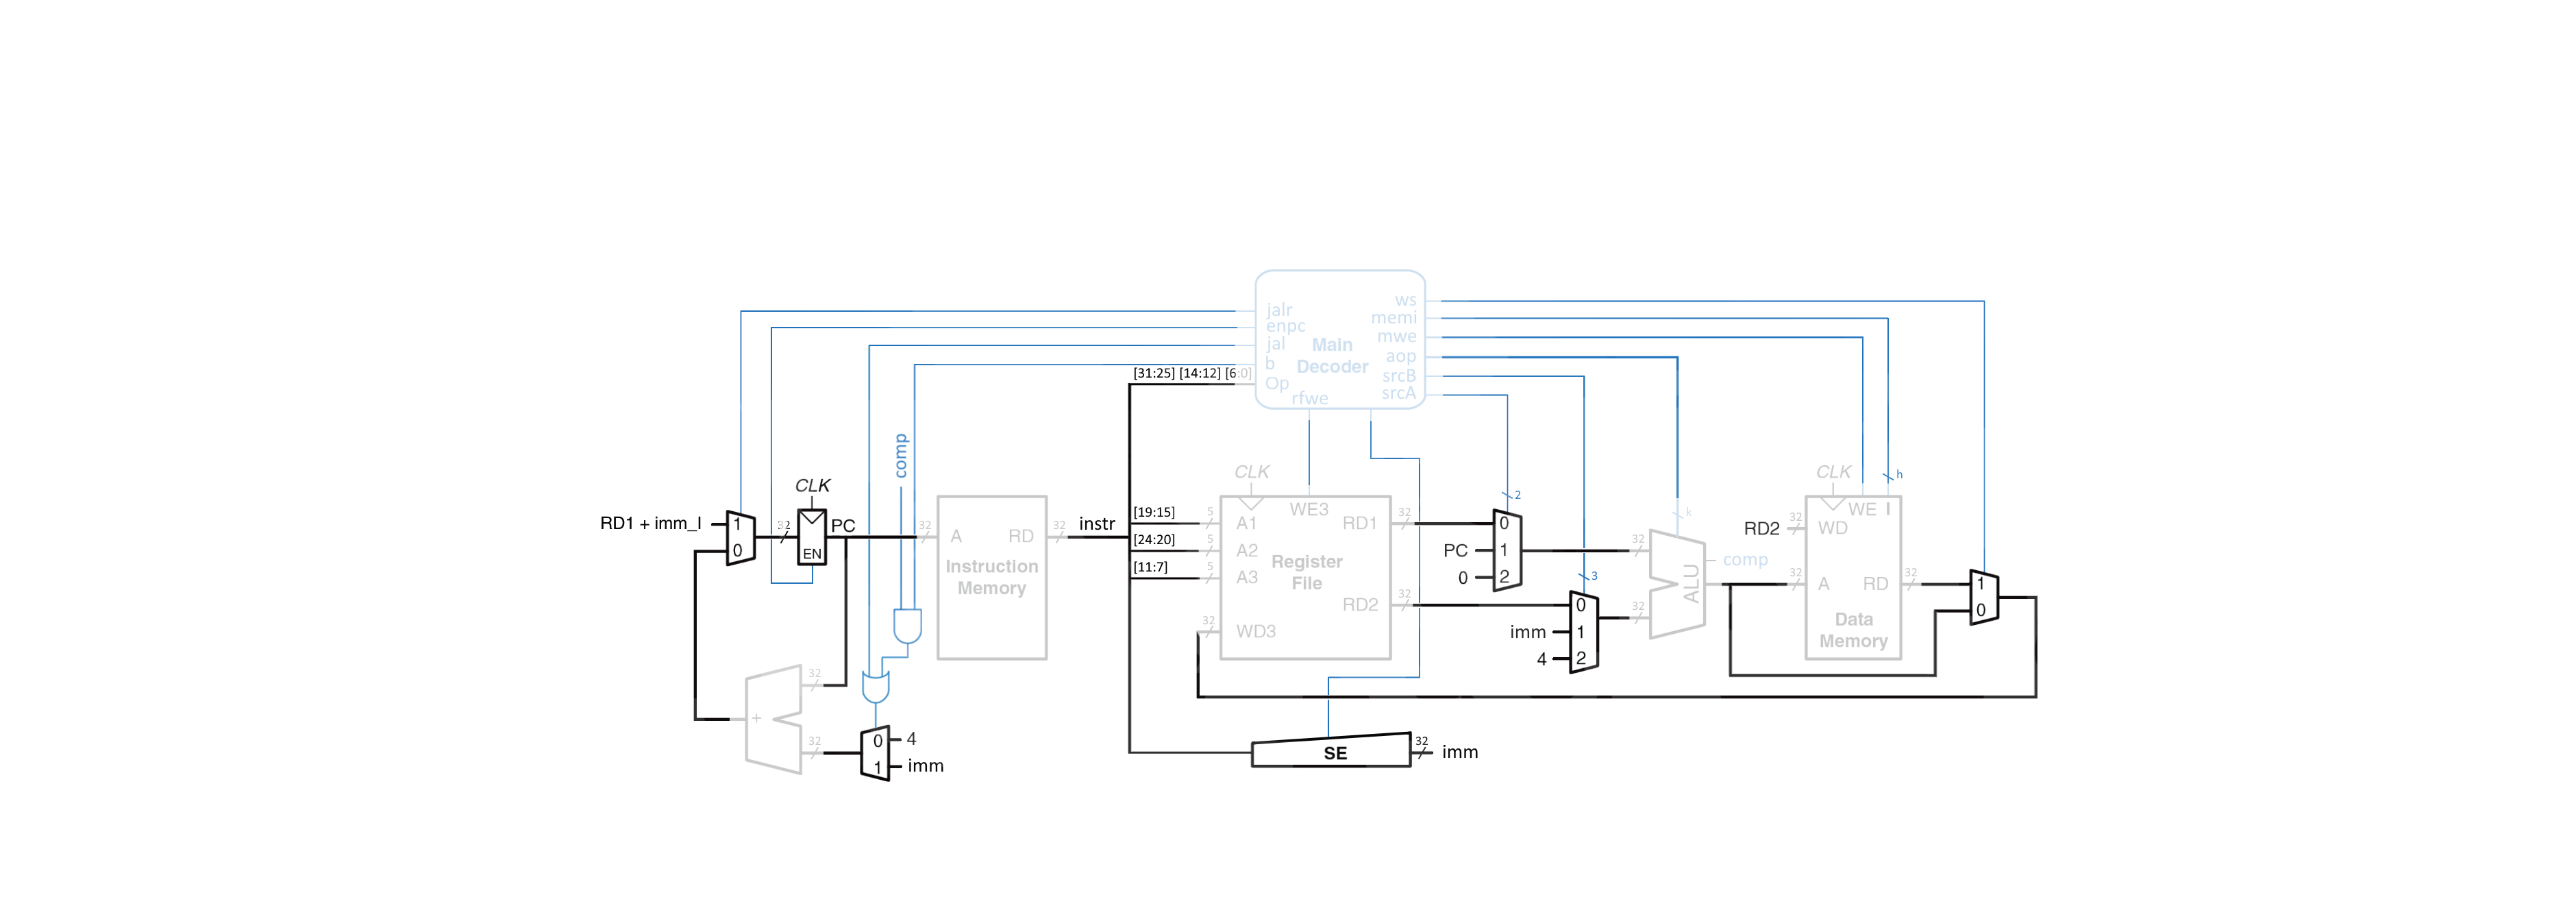 jalr
enpc
jal
b
Op
rfwe
Main
Decoder
ws
memi
mwe
aop
srcB
srcA
[31:25] [14:12] [6:0]
comp
2
3
k
h
RD1 + imm_I
1
0
32
CLK
EN
PC
32
A
RD
Instruction
Memory
32
instr
[19:15]
[24:20]
[11:7]
5
5
5
CLK
WE3
A1
A2
A3
WD3
32
Register
File
RD1
RD2
32
32
PC
0
0
1
2
imm
4
0
1
2
32
32
ALU
comp
CLK
WE I
RD2
32
WD
32
A
RD
32
Data
Memory
1
0
+
32
32
0
1
4
imm
SE
32
imm